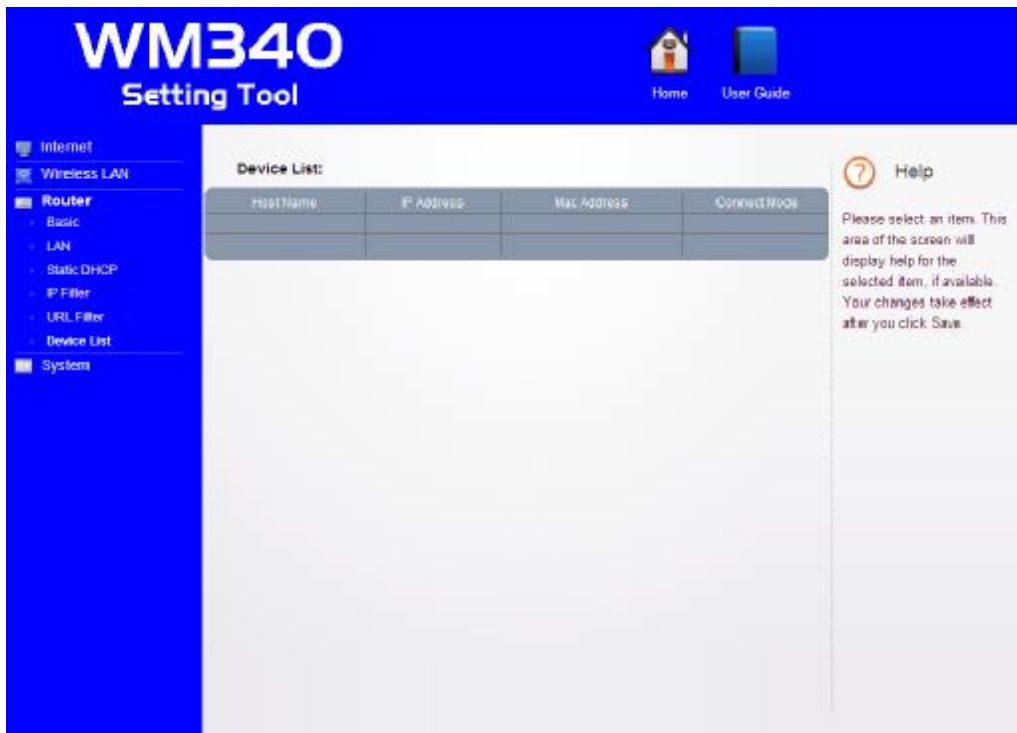 WM340
Setting Tool
Home
User Guide
Internet
Wireless LAN
Router
Basic
LAN
Static DHCP
IP Filter
URL Filter
Device List
System
Device List:
Host Name
IP Address
Mac Address
Connect Mode
Help
Please select an item. This
area of the screen will
display help for the
selected item, if available.
Your changes take effect
after you click Save.